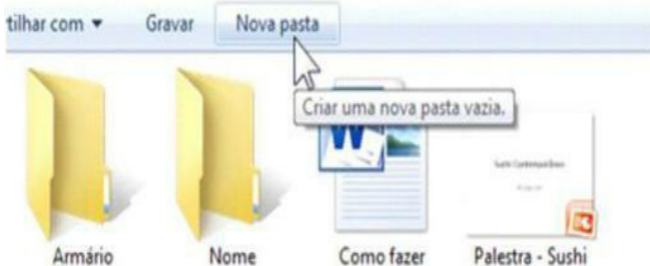 tilhar com ▼ Gravar Nova pasta
Criar uma nova pasta vazia.
W
Armário Nome Como fazer Palestra - Sushi